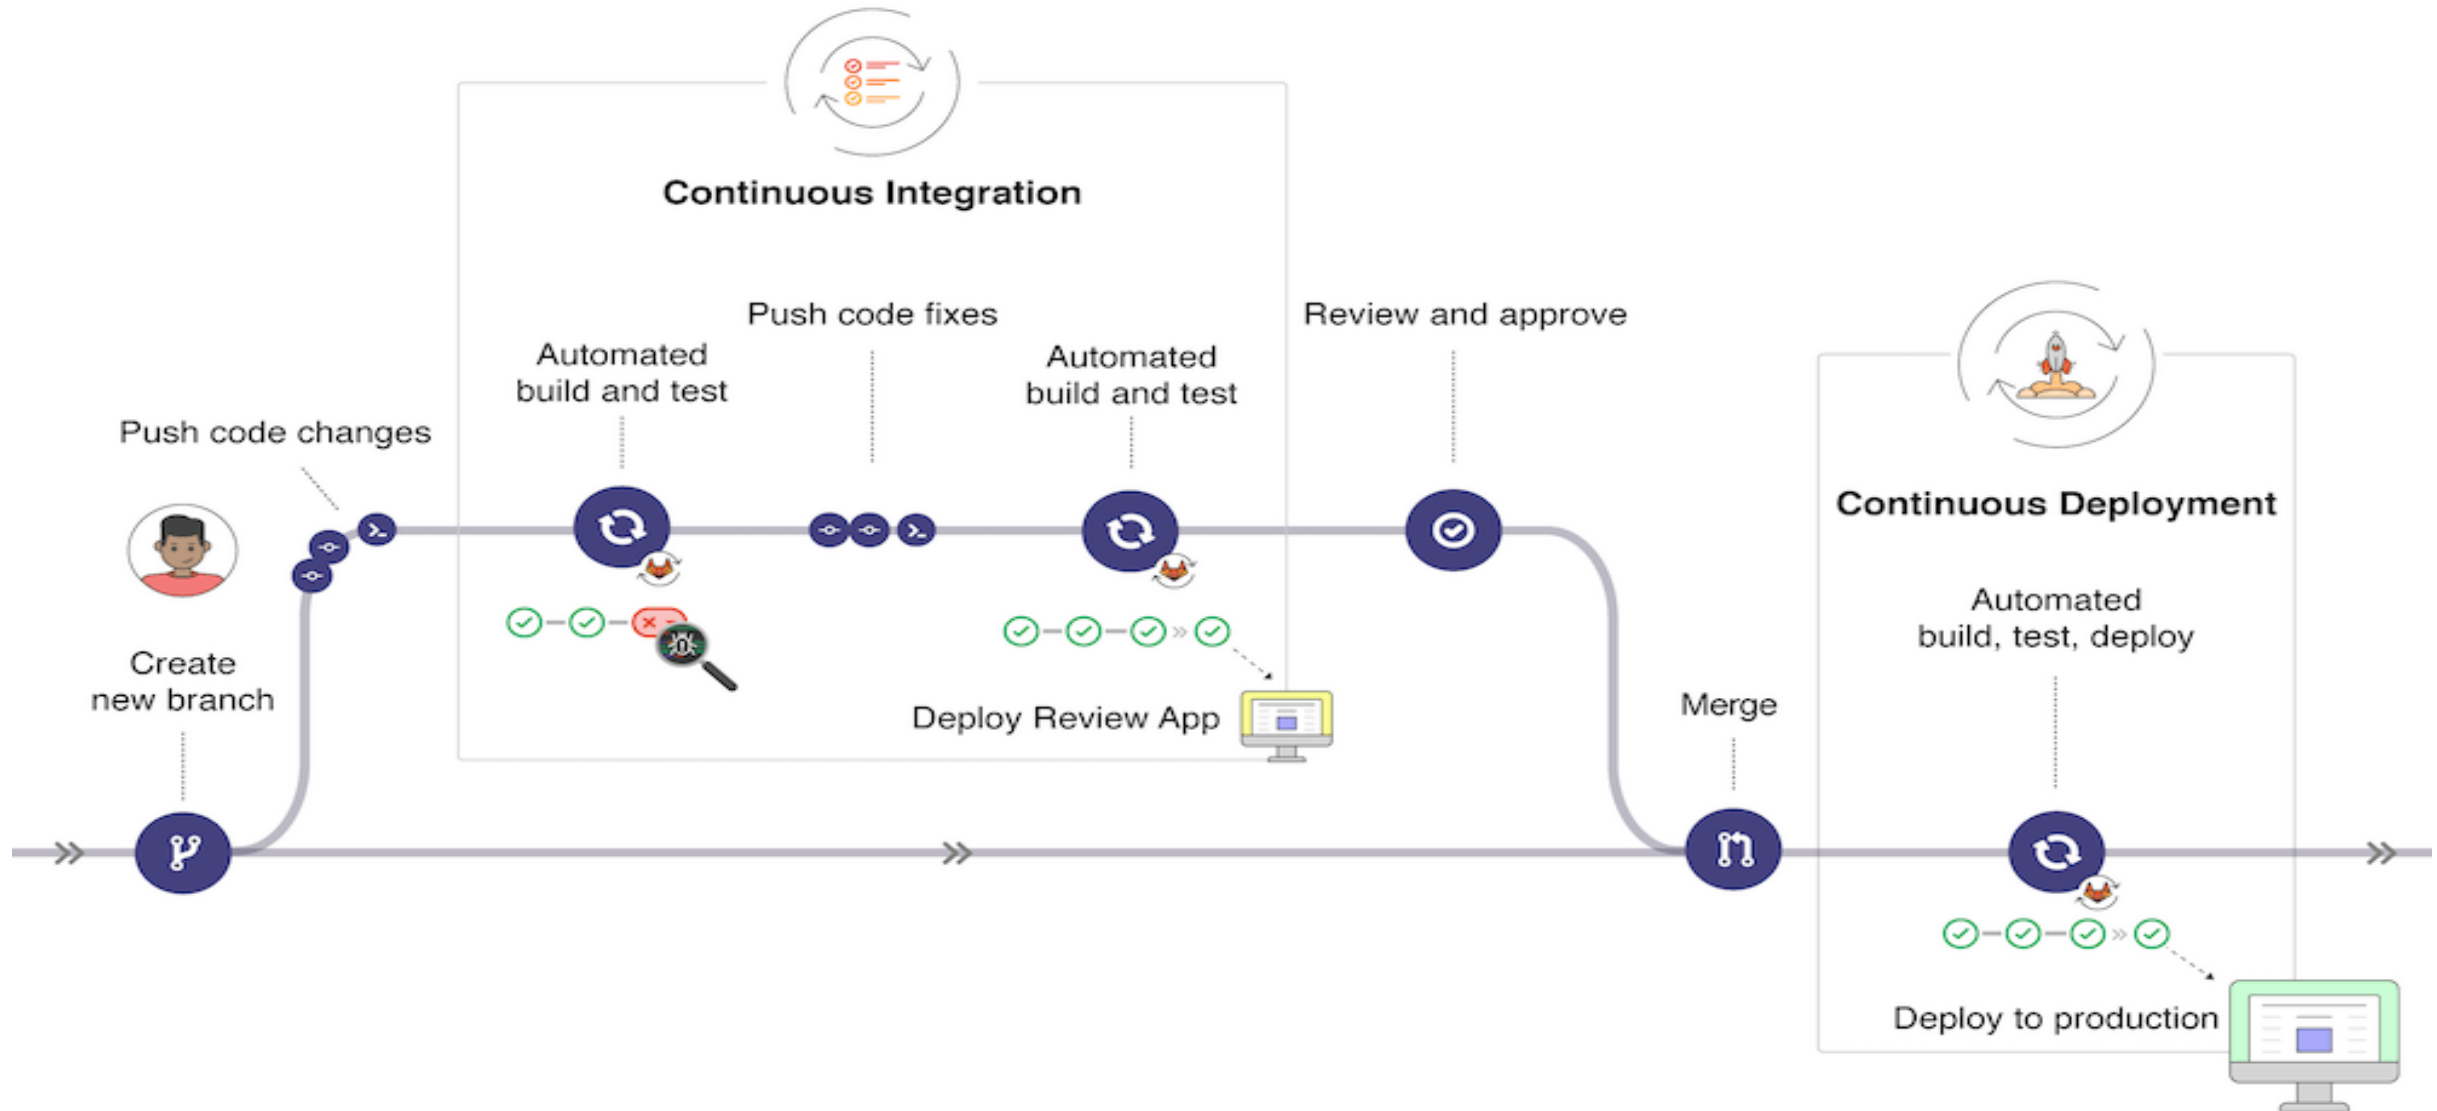 Continuous Integration
Push code fixes
Review and approve
Automated
build and test
Automated
build and test
Push code changes
Continuous Deployment
Automated
build, test, deploy
Create
new branch
Deploy Review App
Merge
Deploy to production